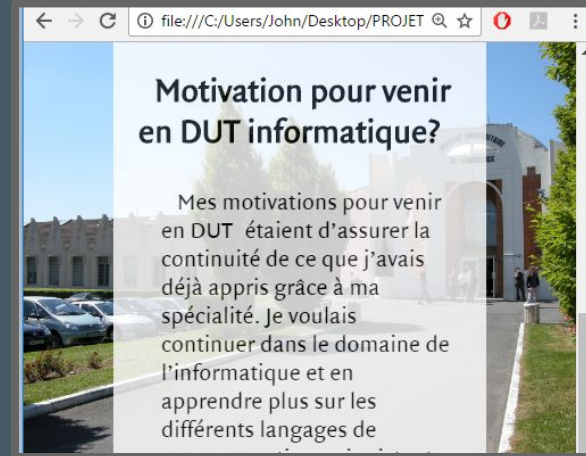 file:///C:/Users/John/Desktop/PROJET
Motivation pour venir
en DUT informatique?
Mes motivations pour venir
en DUT étaient d'assurer la
continuité de ce que j'avais
déjà appris grâce à ma
spécialité. Je voulais
continuer dans le domaine de
l'informatique et en
apprendre plus sur les
différents langages de